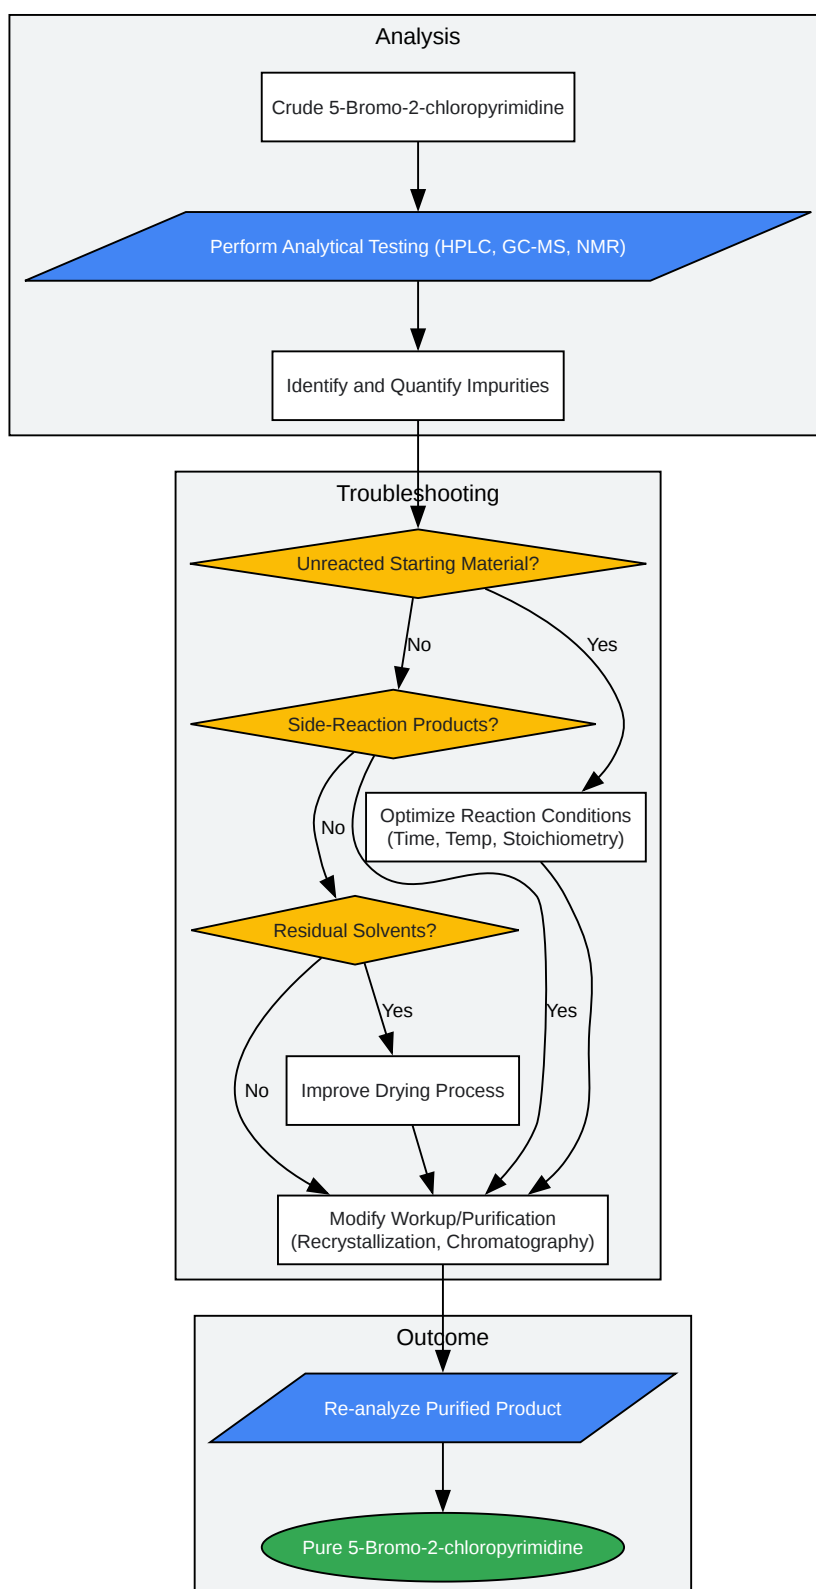 Analysis
Crude 5-Bromo-2-chloropyrimidine
Perform Analytical Testing (HPLC, GC-MS, NMR)
Identify and Quantify Impurities
Troubleshooting
Unreacted Starting Material?
No
Yes
Side-Reaction Products?
Optimize Reaction Conditions
(Time, Temp, Stoichiometry)
No
Residual Solvents?
Yes
Yes
No
Improve Drying Process
Modify Workup/Purification
(Recrystallization, Chromatography)
Outcome
Re-analyze Purified Product
Pure 5-Bromo-2-chloropyrimidine